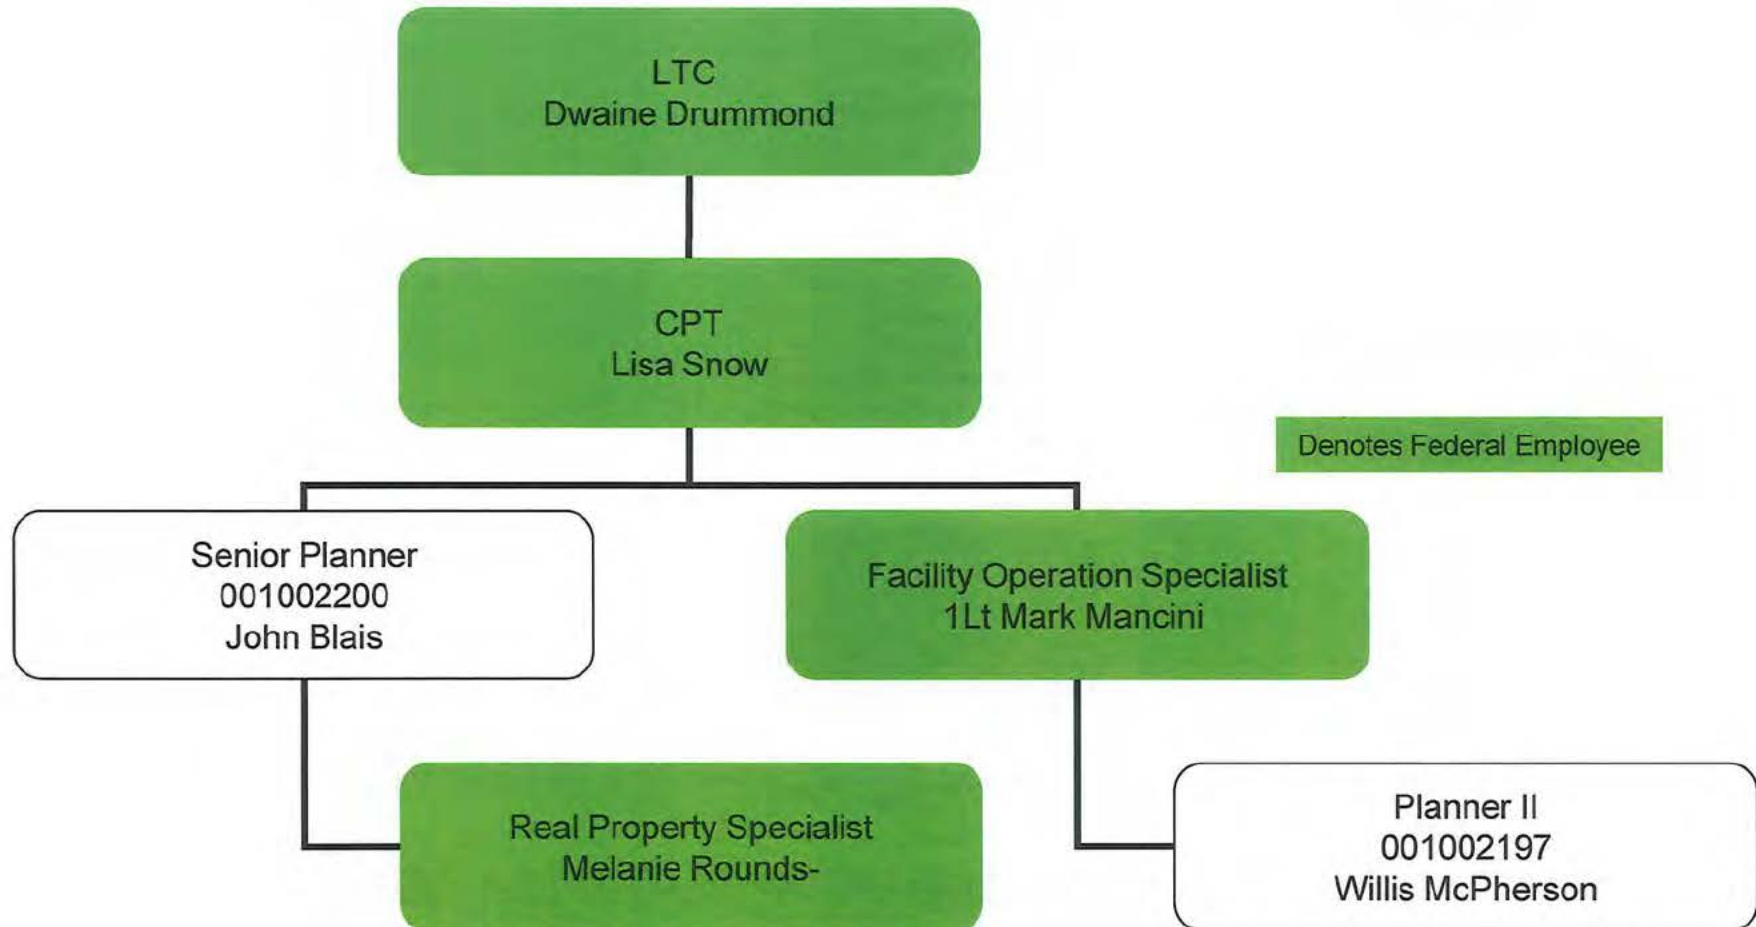 LTC
Dwaine Drummond
CPT
Lisa Snow
Denotes Federal Employee
Senior Planner
001002200
John Blais
Facility Operation Specialist
1Lt Mark Mancini
Real Property Specialist
Melanie Rounds-
Planner II
001002197
Willis McPherson